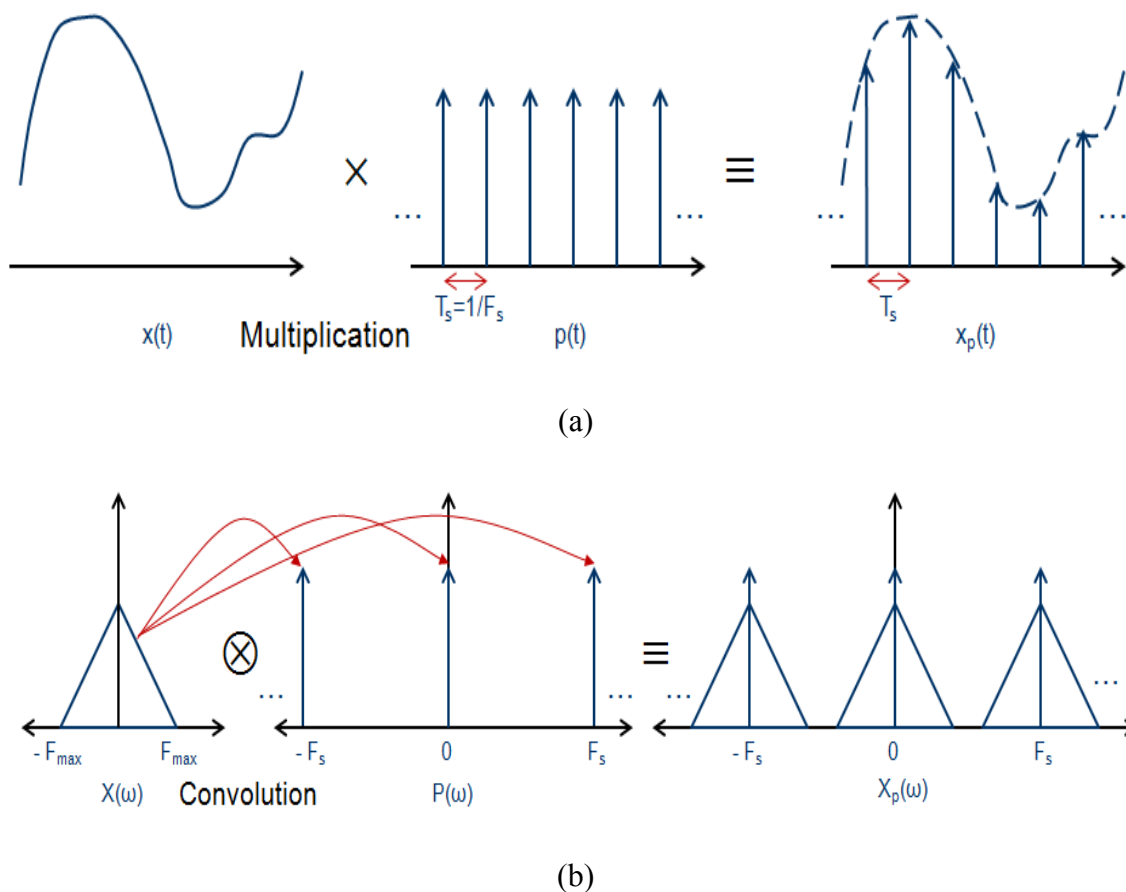 ×
≡
... ... ... ...
Tₛ=1/Fₛ Tₛ
x(t) Multiplication p(t) xₚ(t)
(a)
⊗ ≡
... ... ... ...
- Fₘₐₓ Fₘₐₓ - Fₛ 0 Fₛ - Fₛ 0 Fₛ
X(ω) Convolution P(ω) Xₚ(ω)
(b)